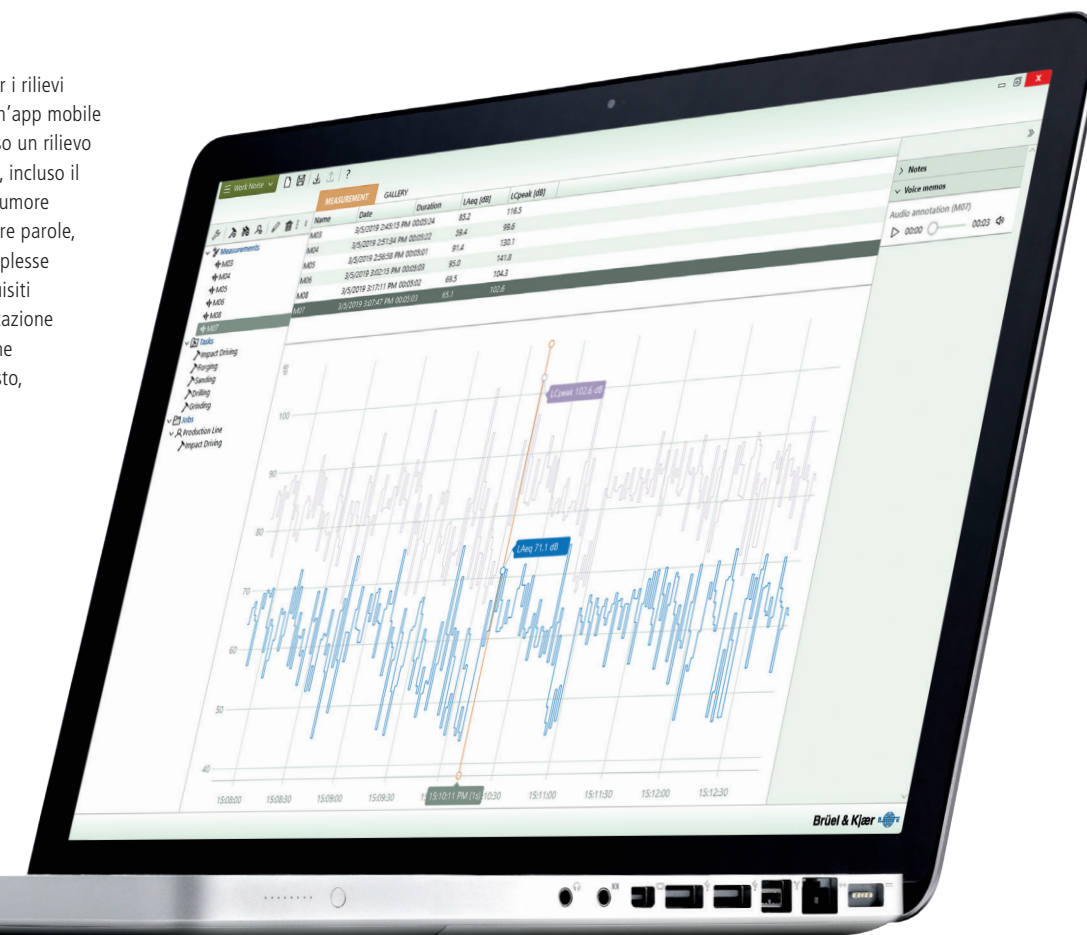 r i rilievi
n’app mobile
so un rilievo
, incluso il
umore
re parole,
plesse
uisiti
tazione
ne
sto,
Work Noise
?
MEASUREMENT GALLERY
Name Date Duration LAeq [dB] LCpeak [dB]
M03 3/5/2019 2:45:15 PM 00:05:24 85.2 116.5
M04 3/5/2019 2:51:34 PM 00:05:22 59.4 99.6
M05 3/5/2019 2:56:58 PM 00:05:01 91.4 130.1
M06 3/5/2019 3:02:15 PM 00:05:03 95.0 141.8
M08 3/5/2019 3:17:11 PM 00:05:02 69.5 104.3
M07 3/5/2019 3:07:47 PM 00:05:03 65.1 102.6
Measurements
M03
M04
M05
M06
M08
M07
Tasks
Impact Driving
Forging
Sanding
Drilling
Grinding
Jobs
Production Line
Impact Driving
Notes
Voice memos
Audio annotation (M07)
00:00 00:03
100
90
80
70
60
50
40
LCpeak 102.6 dB
LAeq 71.1 dB
15:08:00 15:08:30 15:09:00 15:09:30 15:10:11 PM (1s) 10:30 15:11:00 15:11:30 15:12:00 15:12:30
Brüel & Kjær